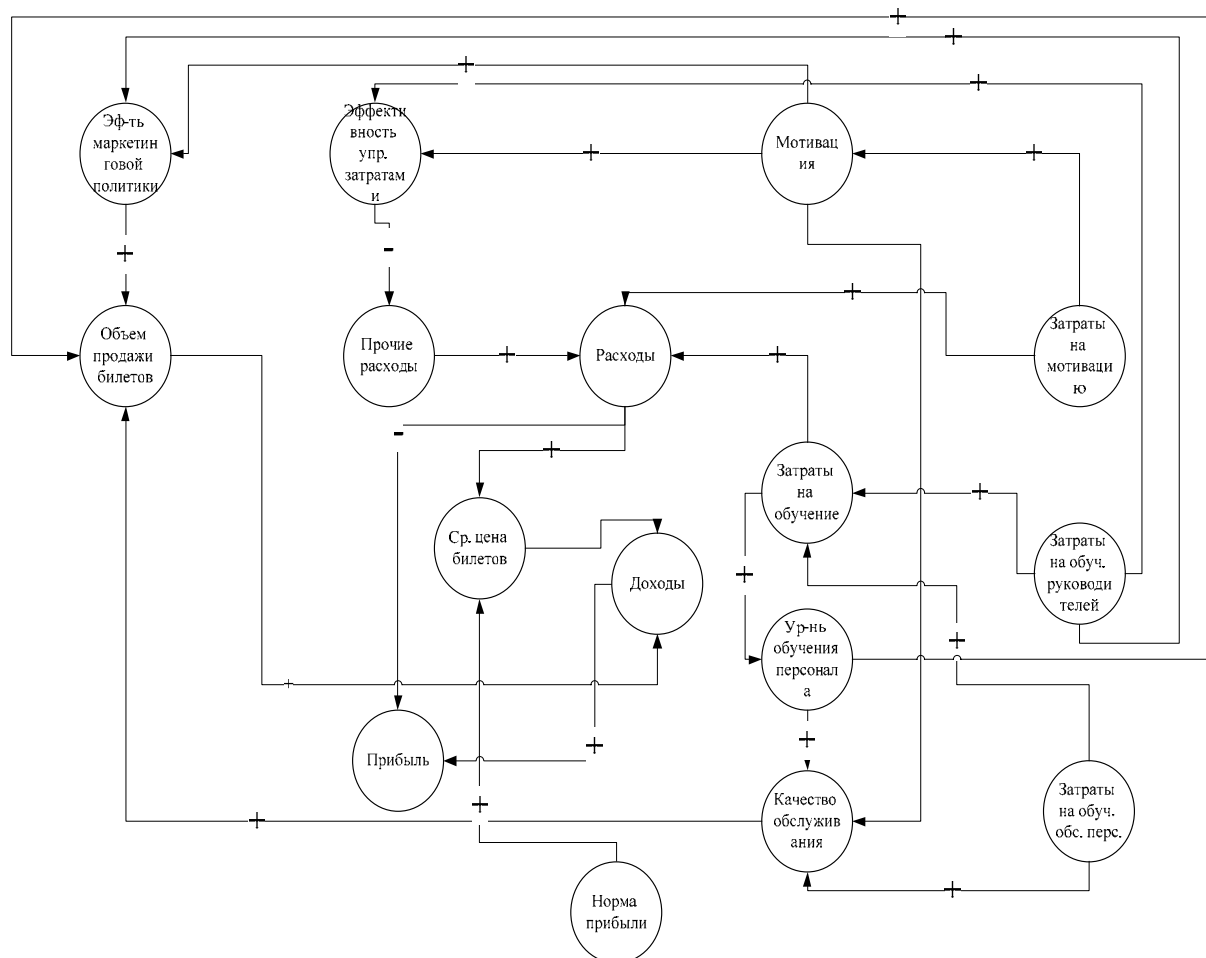 Эф-ть
маркетин
говой
политики
Эффекти
вность
упр.
затратам
и
Мотивац
ия
Объем
продажи
билетов
Прочие
расходы
Расходы
Затраты
на
мотиваци
ю
Затраты
на
обучение
Ср. цена
билетов
Доходы
Затраты
на обуч.
руководи
телей
Ур-нь
обучения
персонал
а
Прибыль
Качество
обслужив
ания
Затраты
на обуч.
обс. перс.
Норма
прибыли
+
+
+
+
+
+
+
-
+
+
+
-
+
+
+
+
+
+
+
+
+
+